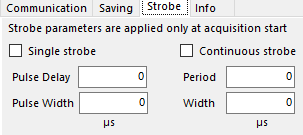 Communication Saving Strobe Info
Strobe parameters are applied only at acquisition start
Single strobe Continuous strobe
Pulse Delay 0 Period 0
Pulse Width 0 Width 0
µs µs